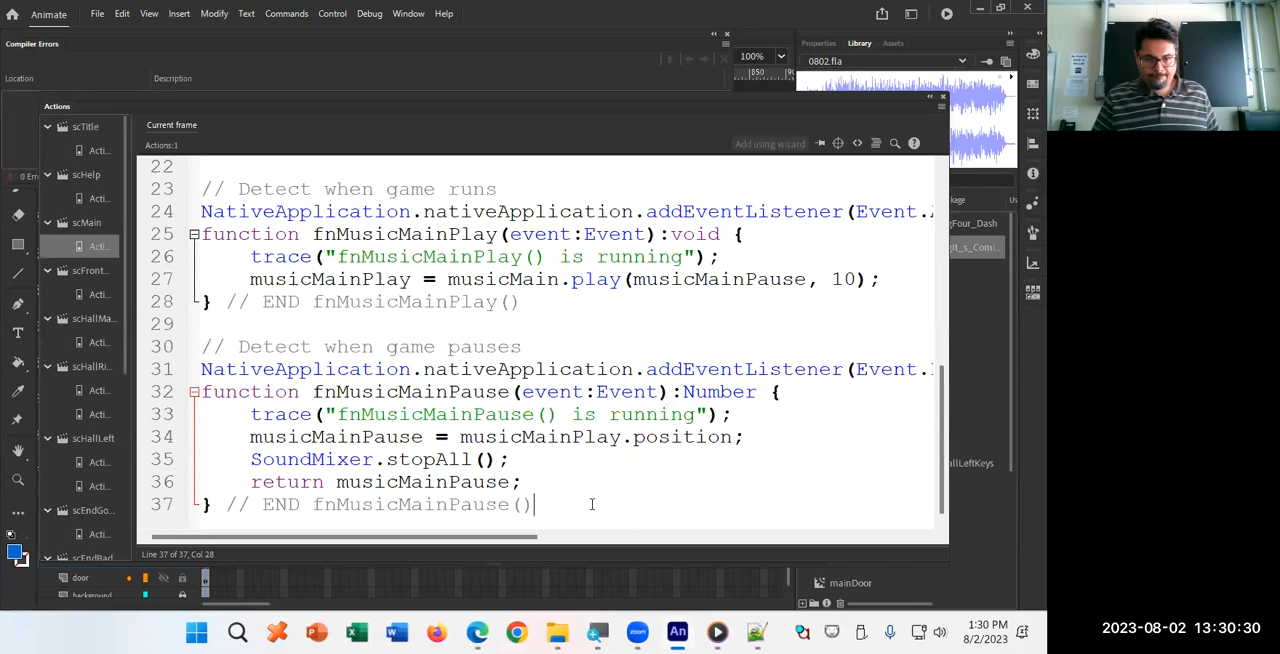 Animate File Edit View Insert Modify Text Commands Control Debug Window Help
Compiler Errors
Location Description
100%
850
Properties Library Assets
0802.fla
Actions
scTitle
Acti...
scHelp
Acti...
scMain
Acti...
scFront...
Acti...
scHallMa...
Acti...
scHallRi...
Acti...
Acti...
scHallLeft
Acti...
Acti...
scEndGo...
Acti...
scEndBad
0 Err
Current frame
Actions:1
Add using wizard
22
23 // Detect when game runs
24 NativeApplication.nativeApplication.addEventListener(Event.
25 function fnMusicMainPlay(event:Event):void {
26 trace("fnMusicMainPlay() is running");
27 musicMainPlay = musicMain.play(musicMainPause, 10);
28 } // END fnMusicMainPlay()
29
30 // Detect when game pauses
31 NativeApplication.nativeApplication.addEventListener(Event.
32 function fnMusicMainPause(event:Event):Number {
33 trace("fnMusicMainPause() is running");
34 musicMainPause = musicMainPlay.position;
35 SoundMixer.stopAll();
36 return musicMainPause;
37 } // END fnMusicMainPause()
Line 37 of 37, Col 28
kage Us
gFour_Dash
git_s_Comi...
allLeftKeys
mainDoor
door
background
1:30 PM
8/2/2023
2023-08-02 13:30:30